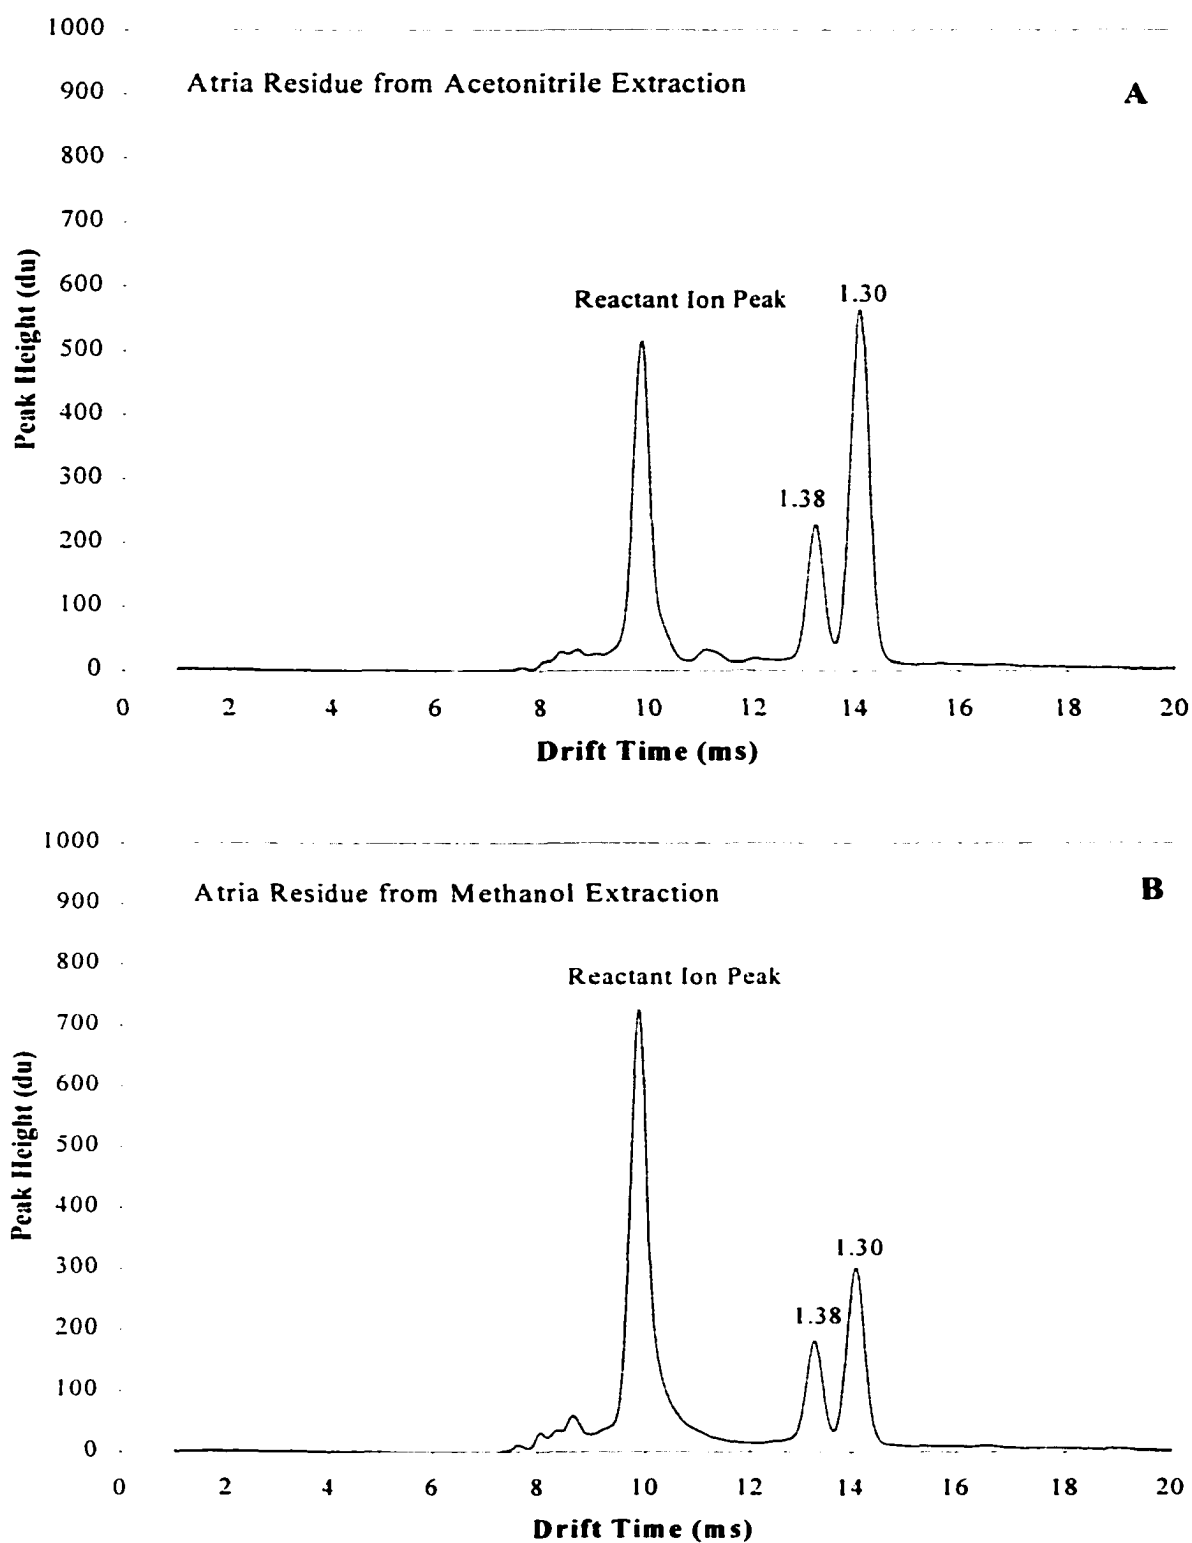 1000
Atria Residue from Acetonitrile Extraction
A
900
800
700
600
Reactant Ion Peak
1.30
500
400
300
1.38
200
100
0
Peak Height (du)
0 2 4 6 8 10 12 14 16 18 20
Drift Time (ms)
1000
Atria Residue from Methanol Extraction
B
900
800
Reactant Ion Peak
700
600
500
400
300
1.30
200
1.38
100
0
Peak Height (du)
0 2 4 6 8 10 12 14 16 18 20
Drift Time (ms)